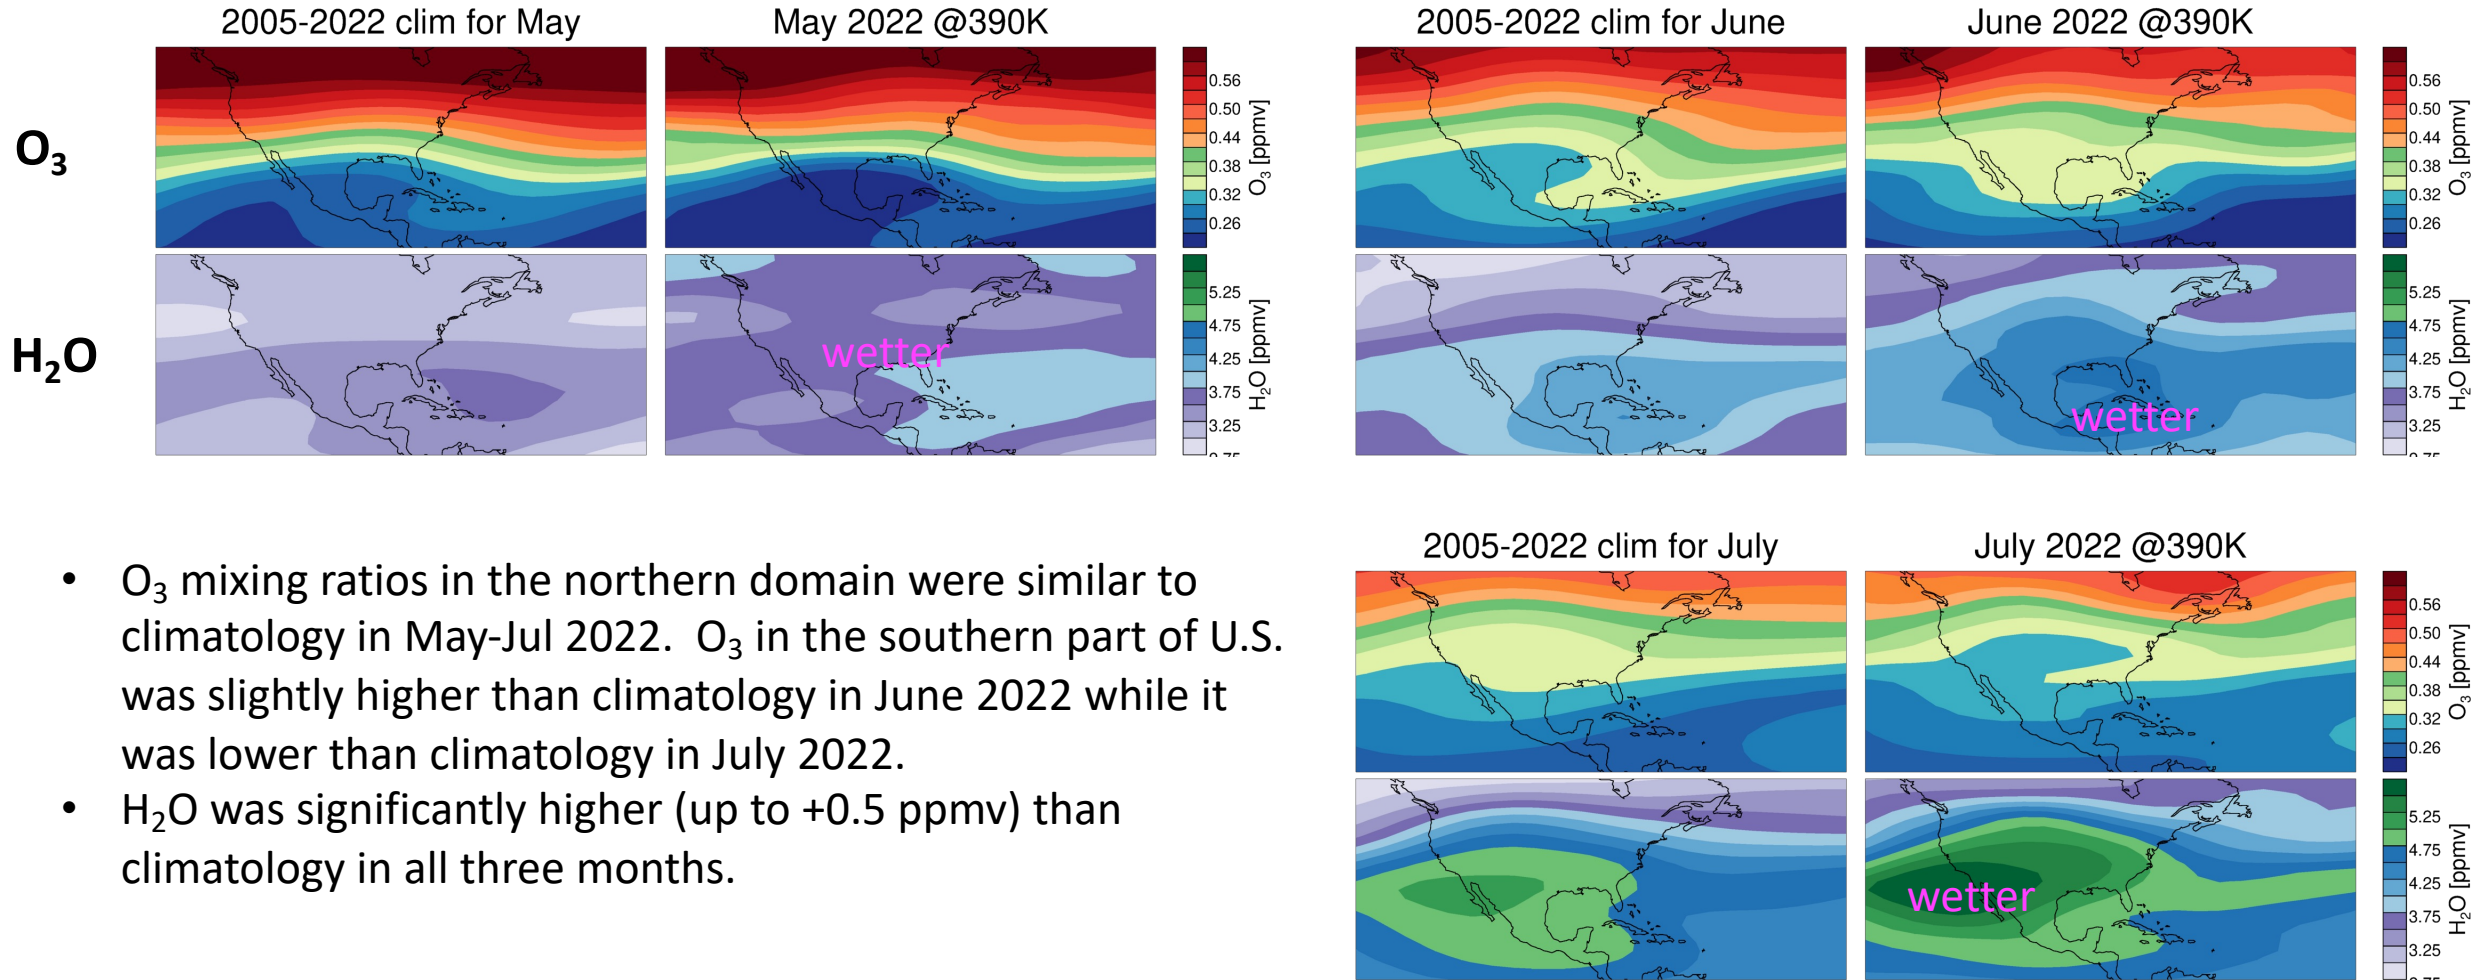 2005-2022 clim for May
May 2022 @390K
2005-2022 clim for June
June 2022 @390K
O₃
0.56
0.50
0.44
0.38
0.32
0.26
O₃ [ppmv]
0.56
0.50
0.44
0.38
0.32
0.26
O₃ [ppmv]
H₂O
wetter
5.25
4.75
4.25
3.75
3.25
H₂O [ppmv]
wetter
5.25
4.75
4.25
3.75
3.25
H₂O [ppmv]
• O₃ mixing ratios in the northern domain were similar to
climatology in May-Jul 2022. O₃ in the southern part of U.S.
was slightly higher than climatology in June 2022 while it
was lower than climatology in July 2022.
• H₂O was significantly higher (up to +0.5 ppmv) than
climatology in all three months.
2005-2022 clim for July
July 2022 @390K
0.56
0.50
0.44
0.38
0.32
0.26
O₃ [ppmv]
wetter
5.25
4.75
4.25
3.75
3.25
H₂O [ppmv]